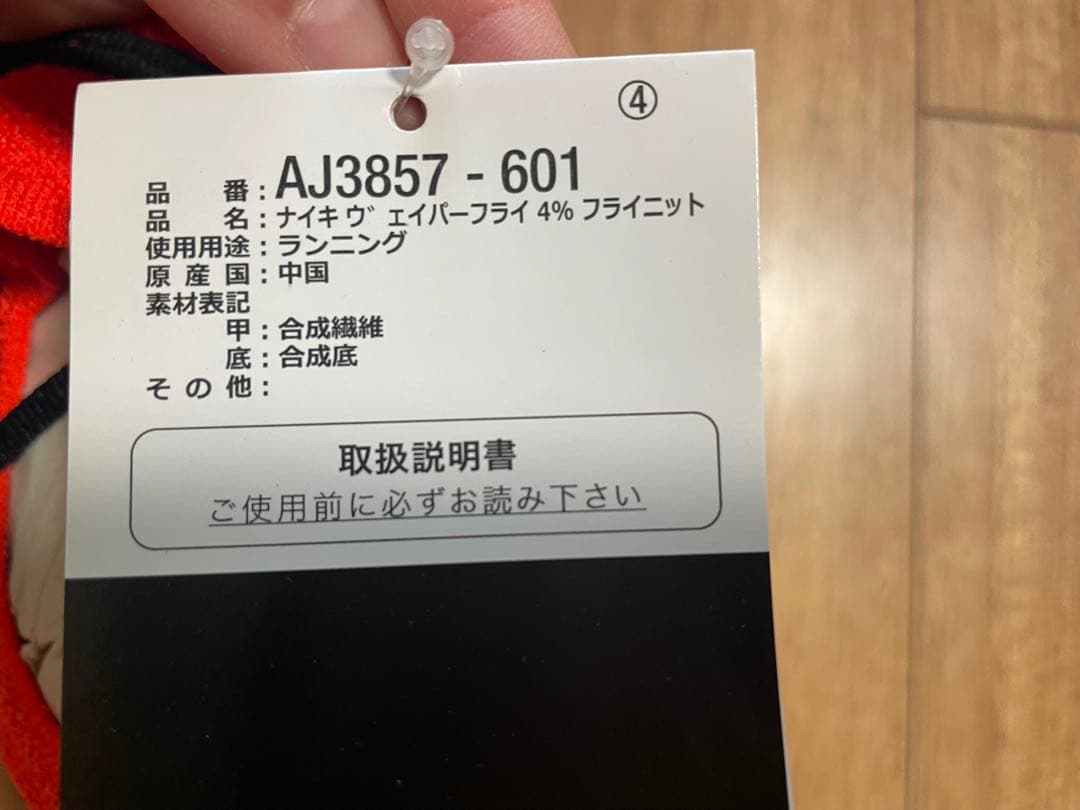 ④
品番：AJ3857 - 601
品名：ナイキ ヴェイパーフライ 4% フライニット
使用用途：ランニング
原産国：中国
素材表記
甲：合成繊維
底：合成底
その他：
取扱説明書
ご使用前に必ずお読み下さい